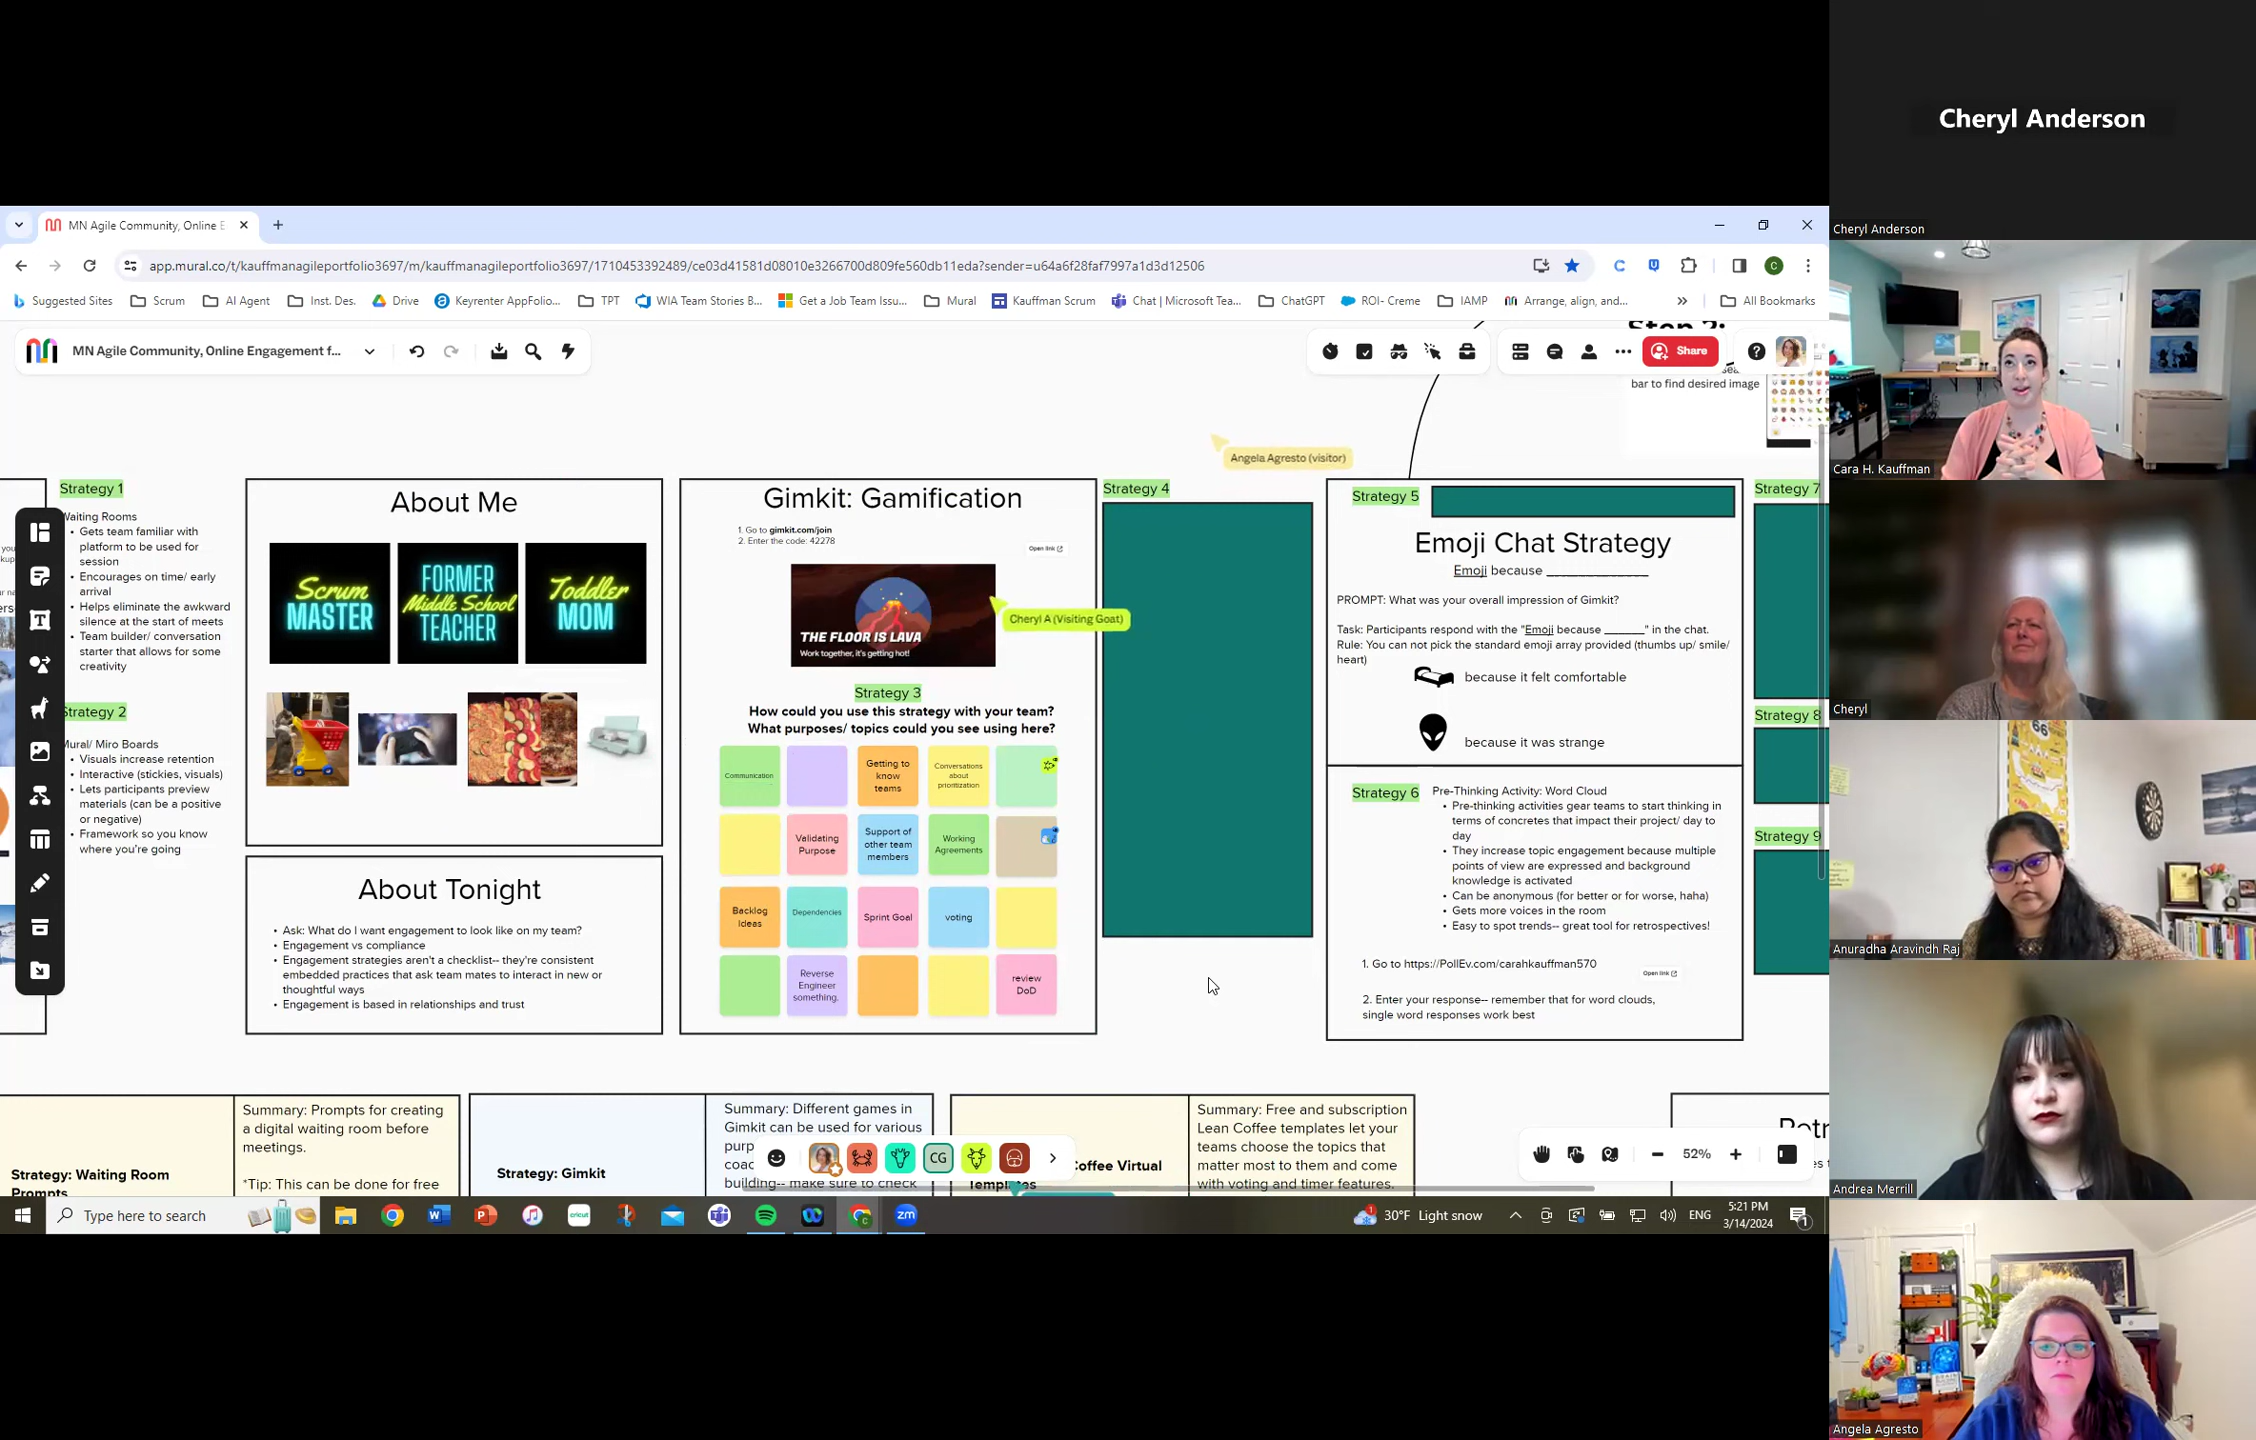 MN Agile Community, Online E
app.mural.co/t/kauffmanagileportfolio3697/m/kauffmanagileportfolio3697/1710453392489/ce03d41581d08010e3266700d809fe560db11eda?sender=u64a6f28faf7997a1d3d12506
Suggested Sites
Scrum
AI Agent
Inst. Des.
Drive
Keyrenter AppFolio...
TPT
WIA Team Stories B...
Get a Job Team Issu...
Mural
Kauffman Scrum
Chat | Microsoft Tea...
ChatGPT
ROI- Creme
IAMP
Arrange, align, and...
All Bookmarks
MN Agile Community, Online Engagement f...
Share
bar to find desired image
Angela Agresto (visitor)
Strategy 1
Waiting Rooms
Gets team familiar with
platform to be used for
session
Encourages on time/ early
arrival
Helps eliminate the awkward
silence at the start of meets
Team builder/ conversation
starter that allows for some
creativity
Strategy 2
Mural/ Miro Boards
Visuals increase retention
Interactive (stickies, visuals)
Lets participants preview
materials (can be a positive
or negative)
Framework so you know
where you're going
About Me
Scrum
MASTER
FORMER
Middle School
TEACHER
Toddler
MOM
About Tonight
Ask: What do I want engagement to look like on my team?
Engagement vs compliance
Engagement strategies aren't a checklist-- they're consistent
embedded practices that ask team mates to interact in new or
thoughtful ways
Engagement is based in relationships and trust
Gimkit: Gamification
1. Go to gimkit.com/join
2. Enter the code: 42278
Open link
THE FLOOR IS LAVA
Work together, it's getting hot!
Cheryl A (Visiting Goat)
Strategy 3
How could you use this strategy with your team?
What purposes/ topics could you see using here?
Communication
Getting to
know
teams
Conversations
about
prioritization
Validating
Purpose
Support of
other team
members
Working
Agreements
Backlog
ideas
Dependencies
Sprint Goal
voting
Reverse
Engineer
something.
review
DoD
Strategy 4
Strategy 5
Emoji Chat Strategy
Emoji because _______________
PROMPT: What was your overall impression of Gimkit?
Task: Participants respond with the "Emoji because _______" in the chat.
Rule: You can not pick the standard emoji array provided (thumbs up/ smile/
heart)
because it felt comfortable
because it was strange
Strategy 6
Pre-Thinking Activity: Word Cloud
Pre-thinking activities gear teams to start thinking in
terms of concretes that impact their project/ day to
day
They increase topic engagement because multiple
points of view are expressed and background
knowledge is activated
Can be anonymous (for better or for worse, haha)
Gets more voices in the room
Easy to spot trends-- great tool for retrospectives!
1. Go to https://PollEv.com/carahkauffman570
Open link
2. Enter your response-- remember that for word clouds,
single word responses work best
Strategy 7
Strategy 8
Strategy 9
Strategy: Waiting Room
Prompts
Summary: Prompts for creating
a digital waiting room before
meetings.
*Tip: This can be done for free
Strategy: Gimkit
Summary: Different games in
Gimkit can be used for various
purp
coac
building-- make sure to check
Coffee Virtual
Templates
Summary: Free and subscription
Lean Coffee templates let your
teams choose the topics that
matter most to them and come
with voting and timer features.
CG
52%
Type here to search
cricut
zm
30°F Light snow
ENG
5:21 PM
3/14/2024
Cheryl Anderson
Cheryl Anderson
Cara H. Kauffman
Cheryl
66
Anuradha Aravindh Raj
Andrea Merrill
Angela Agresto